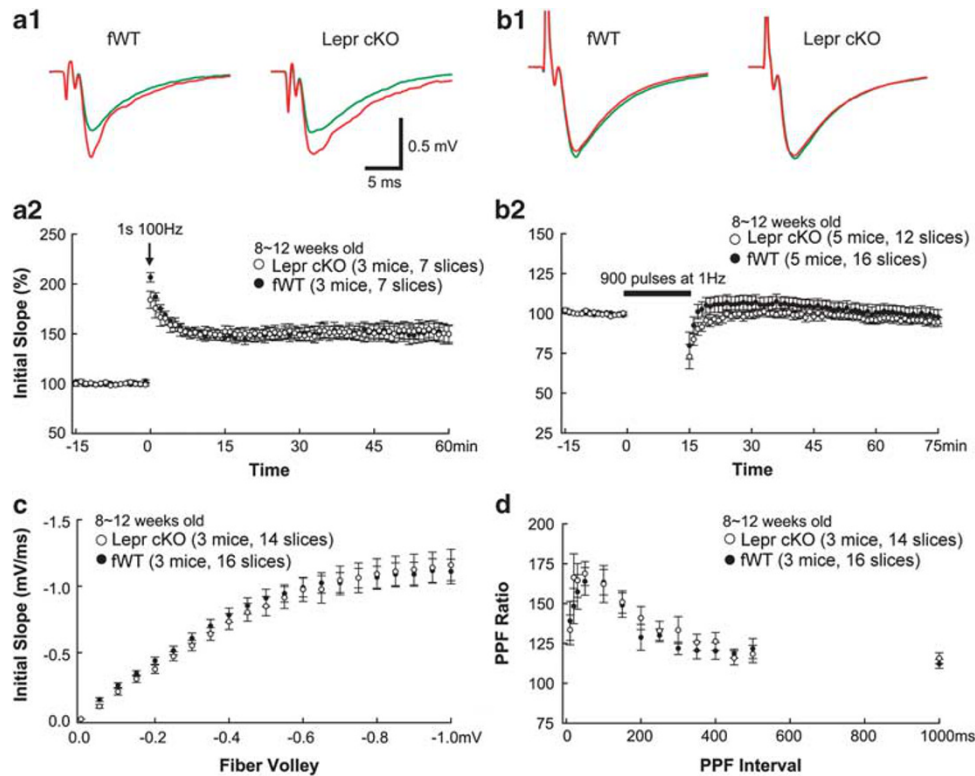 a1
fWT
Lepr cKO
0.5 mV
5 ms
b1
fWT
Lepr cKO
a2
1s 100Hz
8~12 weeks old
Lepr cKO (3 mice, 7 slices)
fWT (3 mice, 7 slices)
Initial Slope (%)
250
200
150
100
50
-15
0
15
30
45
60min
Time
b2
8~12 weeks old
Lepr cKO (5 mice, 12 slices)
fWT (5 mice, 16 slices)
900 pulses at 1Hz
150
125
100
75
50
25
-15
0
15
30
45
60
75min
Time
c
8~12 weeks old
Lepr cKO (3 mice, 14 slices)
fWT (3 mice, 16 slices)
Initial Slope (mV/ms)
-1.5
-1.0
-0.5
0.0
0.0
-0.2
-0.4
-0.6
-0.8
-1.0mV
Fiber Volley
d
8~12 weeks old
Lepr cKO (3 mice, 14 slices)
fWT (3 mice, 16 slices)
PPF Ratio
200
175
150
125
100
75
0
200
400
600
800
1000ms
PPF Interval